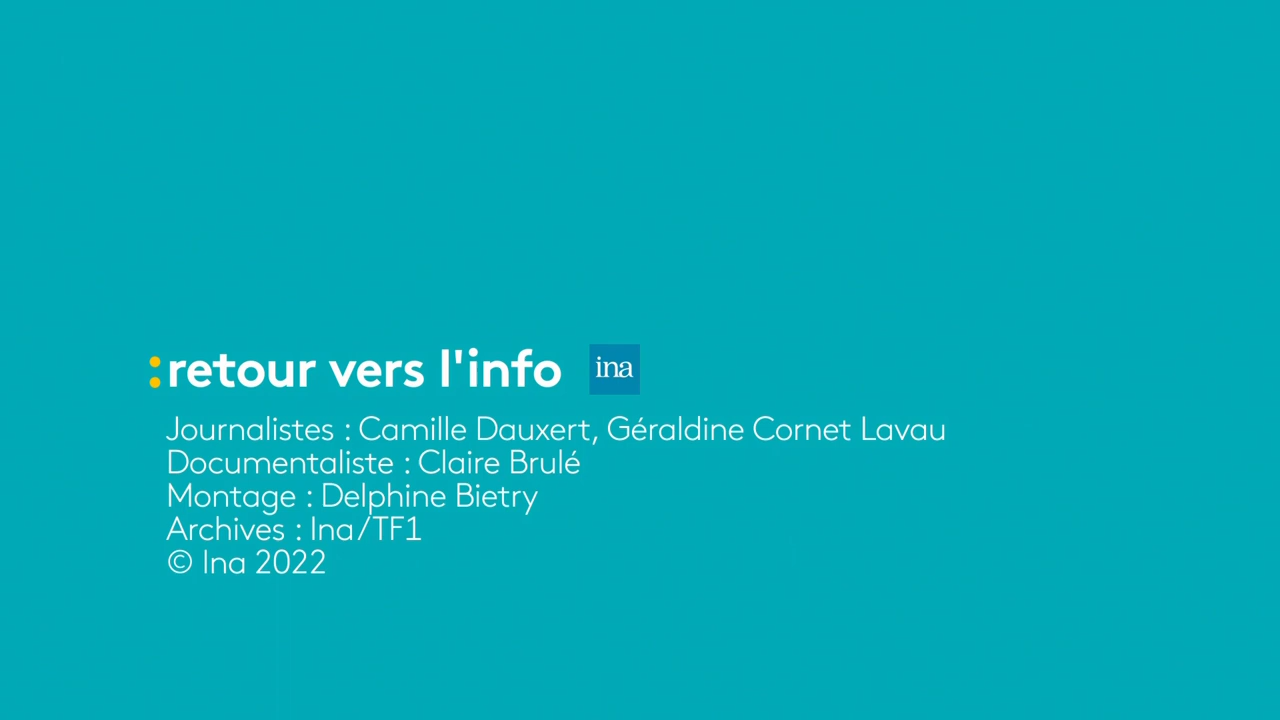 :retour vers l'info ina
Journalistes : Camille Dauxert, Géraldine Cornet Lavau
Documentaliste : Claire Brulé
Montage : Delphine Bietry
Archives : Ina/TF1
© Ina 2022